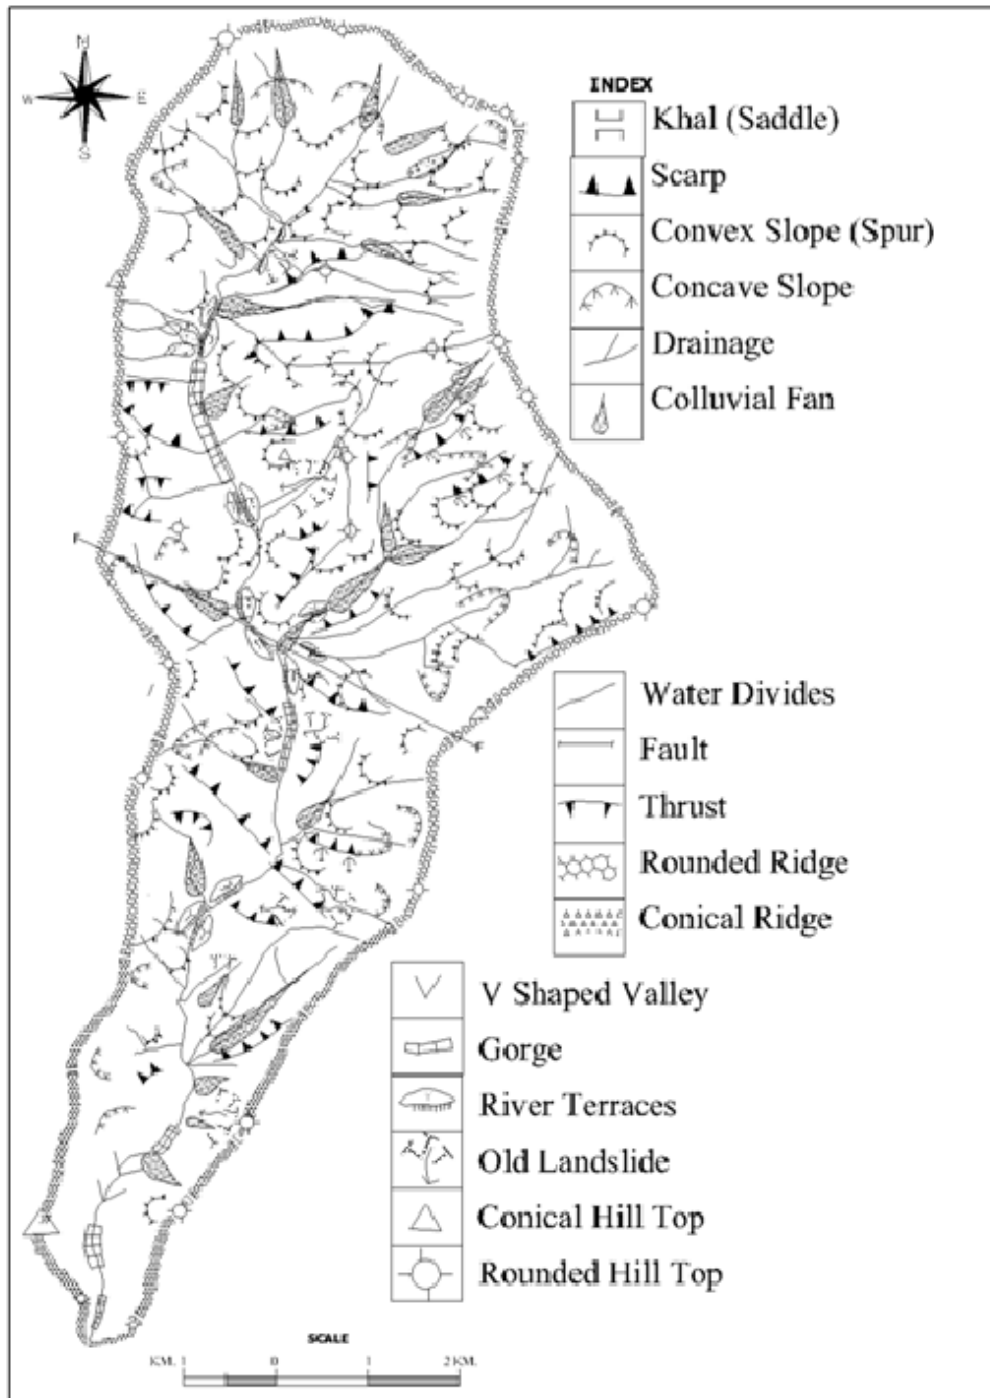 N
W E
S
INDEX
Khal (Saddle)
Scarp
Convex Slope (Spur)
Concave Slope
Drainage
Colluvial Fan
F
F
Water Divides
Fault
Thrust
Rounded Ridge
Conical Ridge
V Shaped Valley
Gorge
T
River Terraces
Old Landslide
Conical Hill Top
Rounded Hill Top
SCALE
KM. 1 0 1 2 KM.